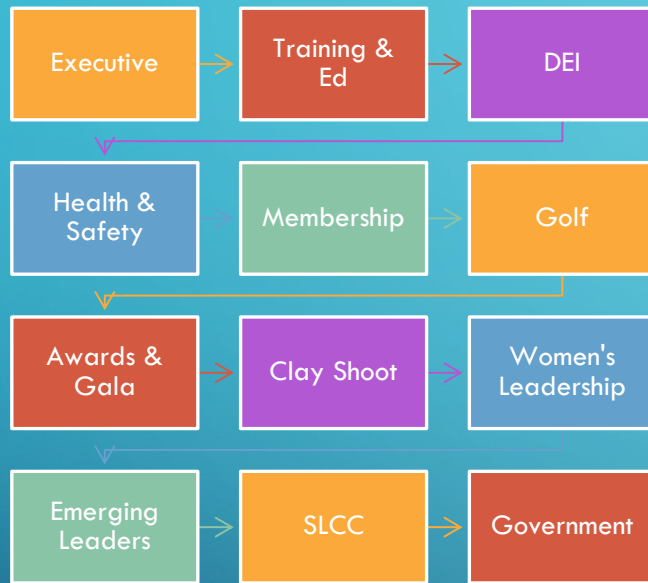 Executive
Training &
Ed
DEI
Health &
Safety
Membership
Golf
Awards &
Gala
Clay Shoot
Women's
Leadership
Emerging
Leaders
SLCC
Government